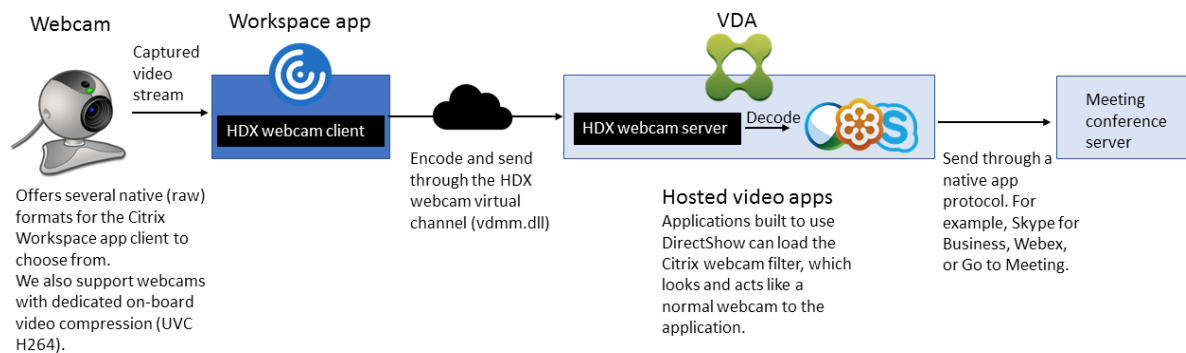 Webcam
Workspace app
VDA
Captured
video
stream
HDX webcam client
HDX webcam server
Decode
Meeting
conference
server
Offers several native (raw)
formats for the Citrix
Workspace app client to
choose from.
We also support webcams
with dedicated on-board
video compression (UVC
H264).
Encode and send
through the HDX
webcam virtual
channel (vdmm.dll)
Hosted video apps
Applications built to use
DirectShow can load the
Citrix webcam filter, which
looks and acts like a
normal webcam to the
application.
Send through a
native app
protocol. For
example, Skype for
Business, Webex,
or Go to Meeting.